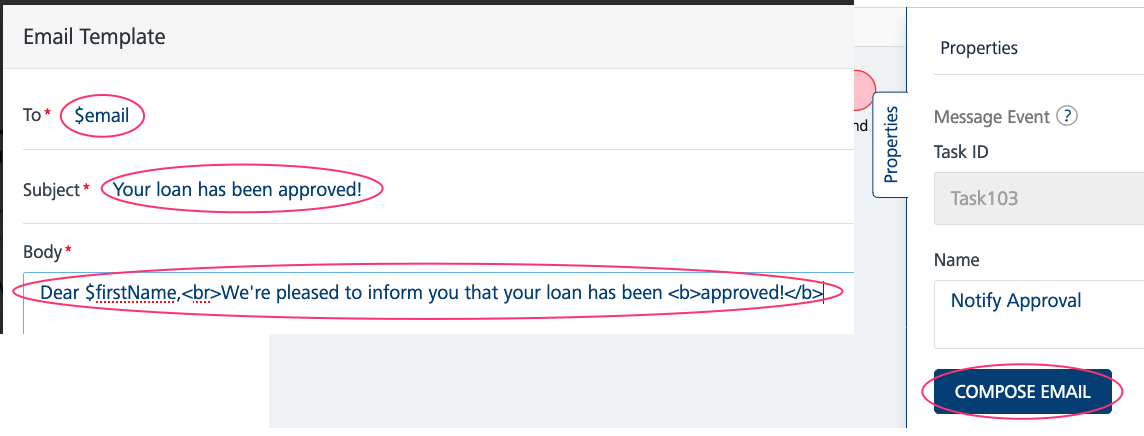 Email Template
To* $email
Subject* Your loan has been approved!
Body*
Dear $firstName,<br>We're pleased to inform you that your loan has been <b>approved!</b>
nd
Properties
Properties
Message Event ?
Task ID
Task103
Name
Notify Approval
COMPOSE EMAIL